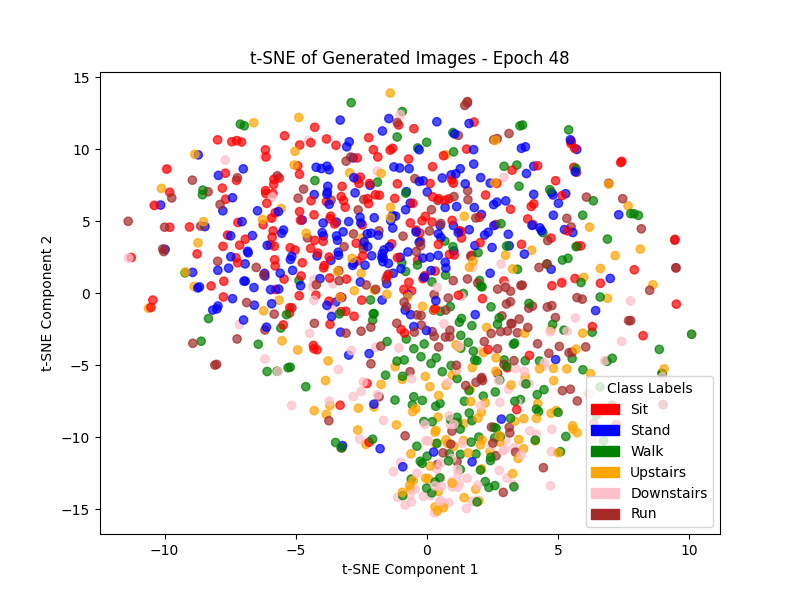 t-SNE of Generated Images - Epoch 48
t-SNE Component 2
15
10
5
0
−5
−10
−15
Class Labels
Sit
Stand
Walk
Upstairs
Downstairs
Run
−10
−5
0
5
10
t-SNE Component 1